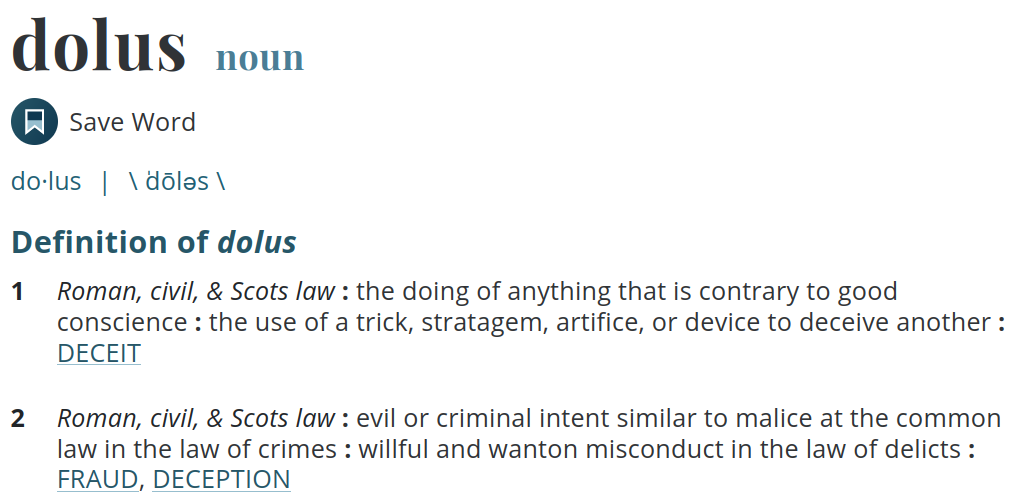 dolus noun
Save Word
do·lus | \ ˈdōləs \
Definition of dolus
1 Roman, civil, & Scots law : the doing of anything that is contrary to good
conscience : the use of a trick, stratagem, artifice, or device to deceive another :
DECEIT
2 Roman, civil, & Scots law : evil or criminal intent similar to malice at the common
law in the law of crimes : willful and wanton misconduct in the law of delicts :
FRAUD, DECEPTION